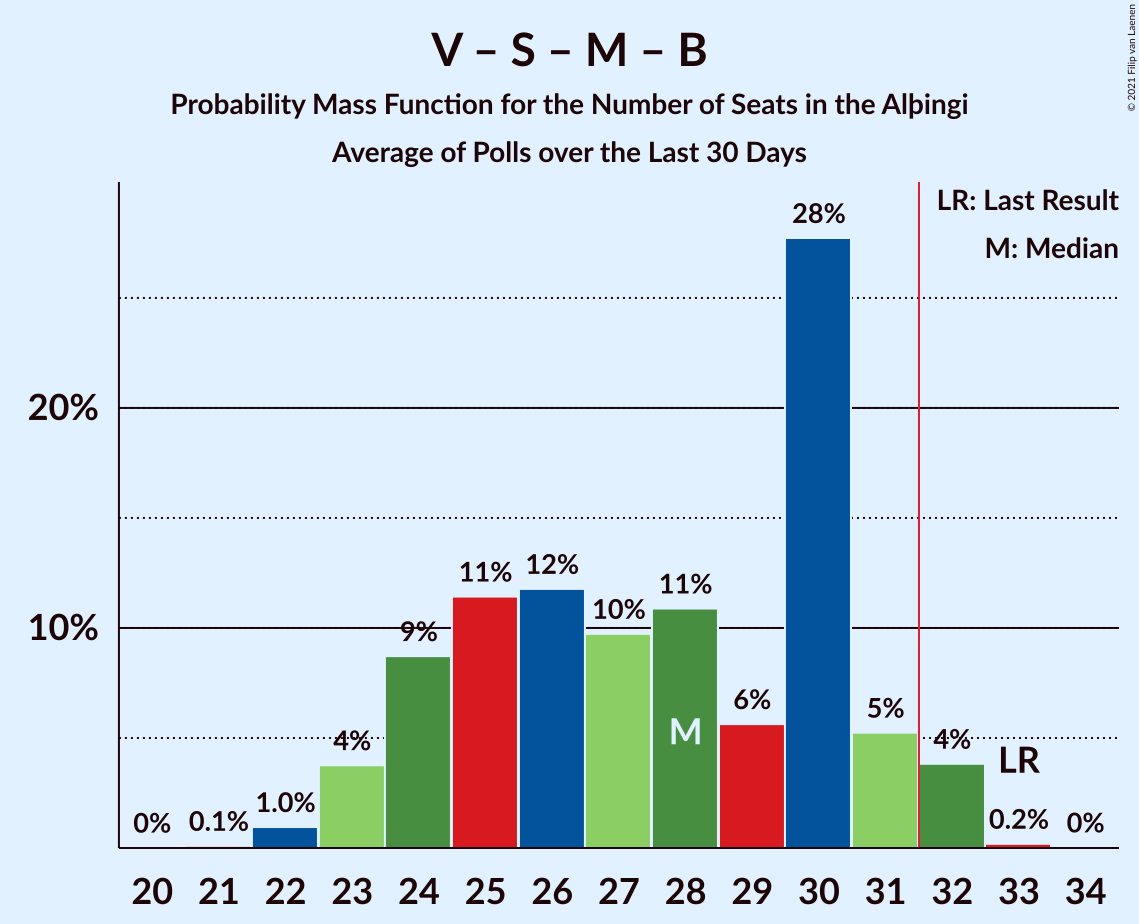 V – S – M – B
Probability Mass Function for the Number of Seats in the Alþingi
Average of Polls over the Last 30 Days
© 2021 Filip van Laenen
LR: Last Result
M: Median
28%
20%
12%
11%
11%
10%
10%
9%
6%
M
5%
4%
4%
LR
1.0%
0%
0.1%
0.2%
0%
20 21 22 23 24 25 26 27 28 29 30 31 32 33 34